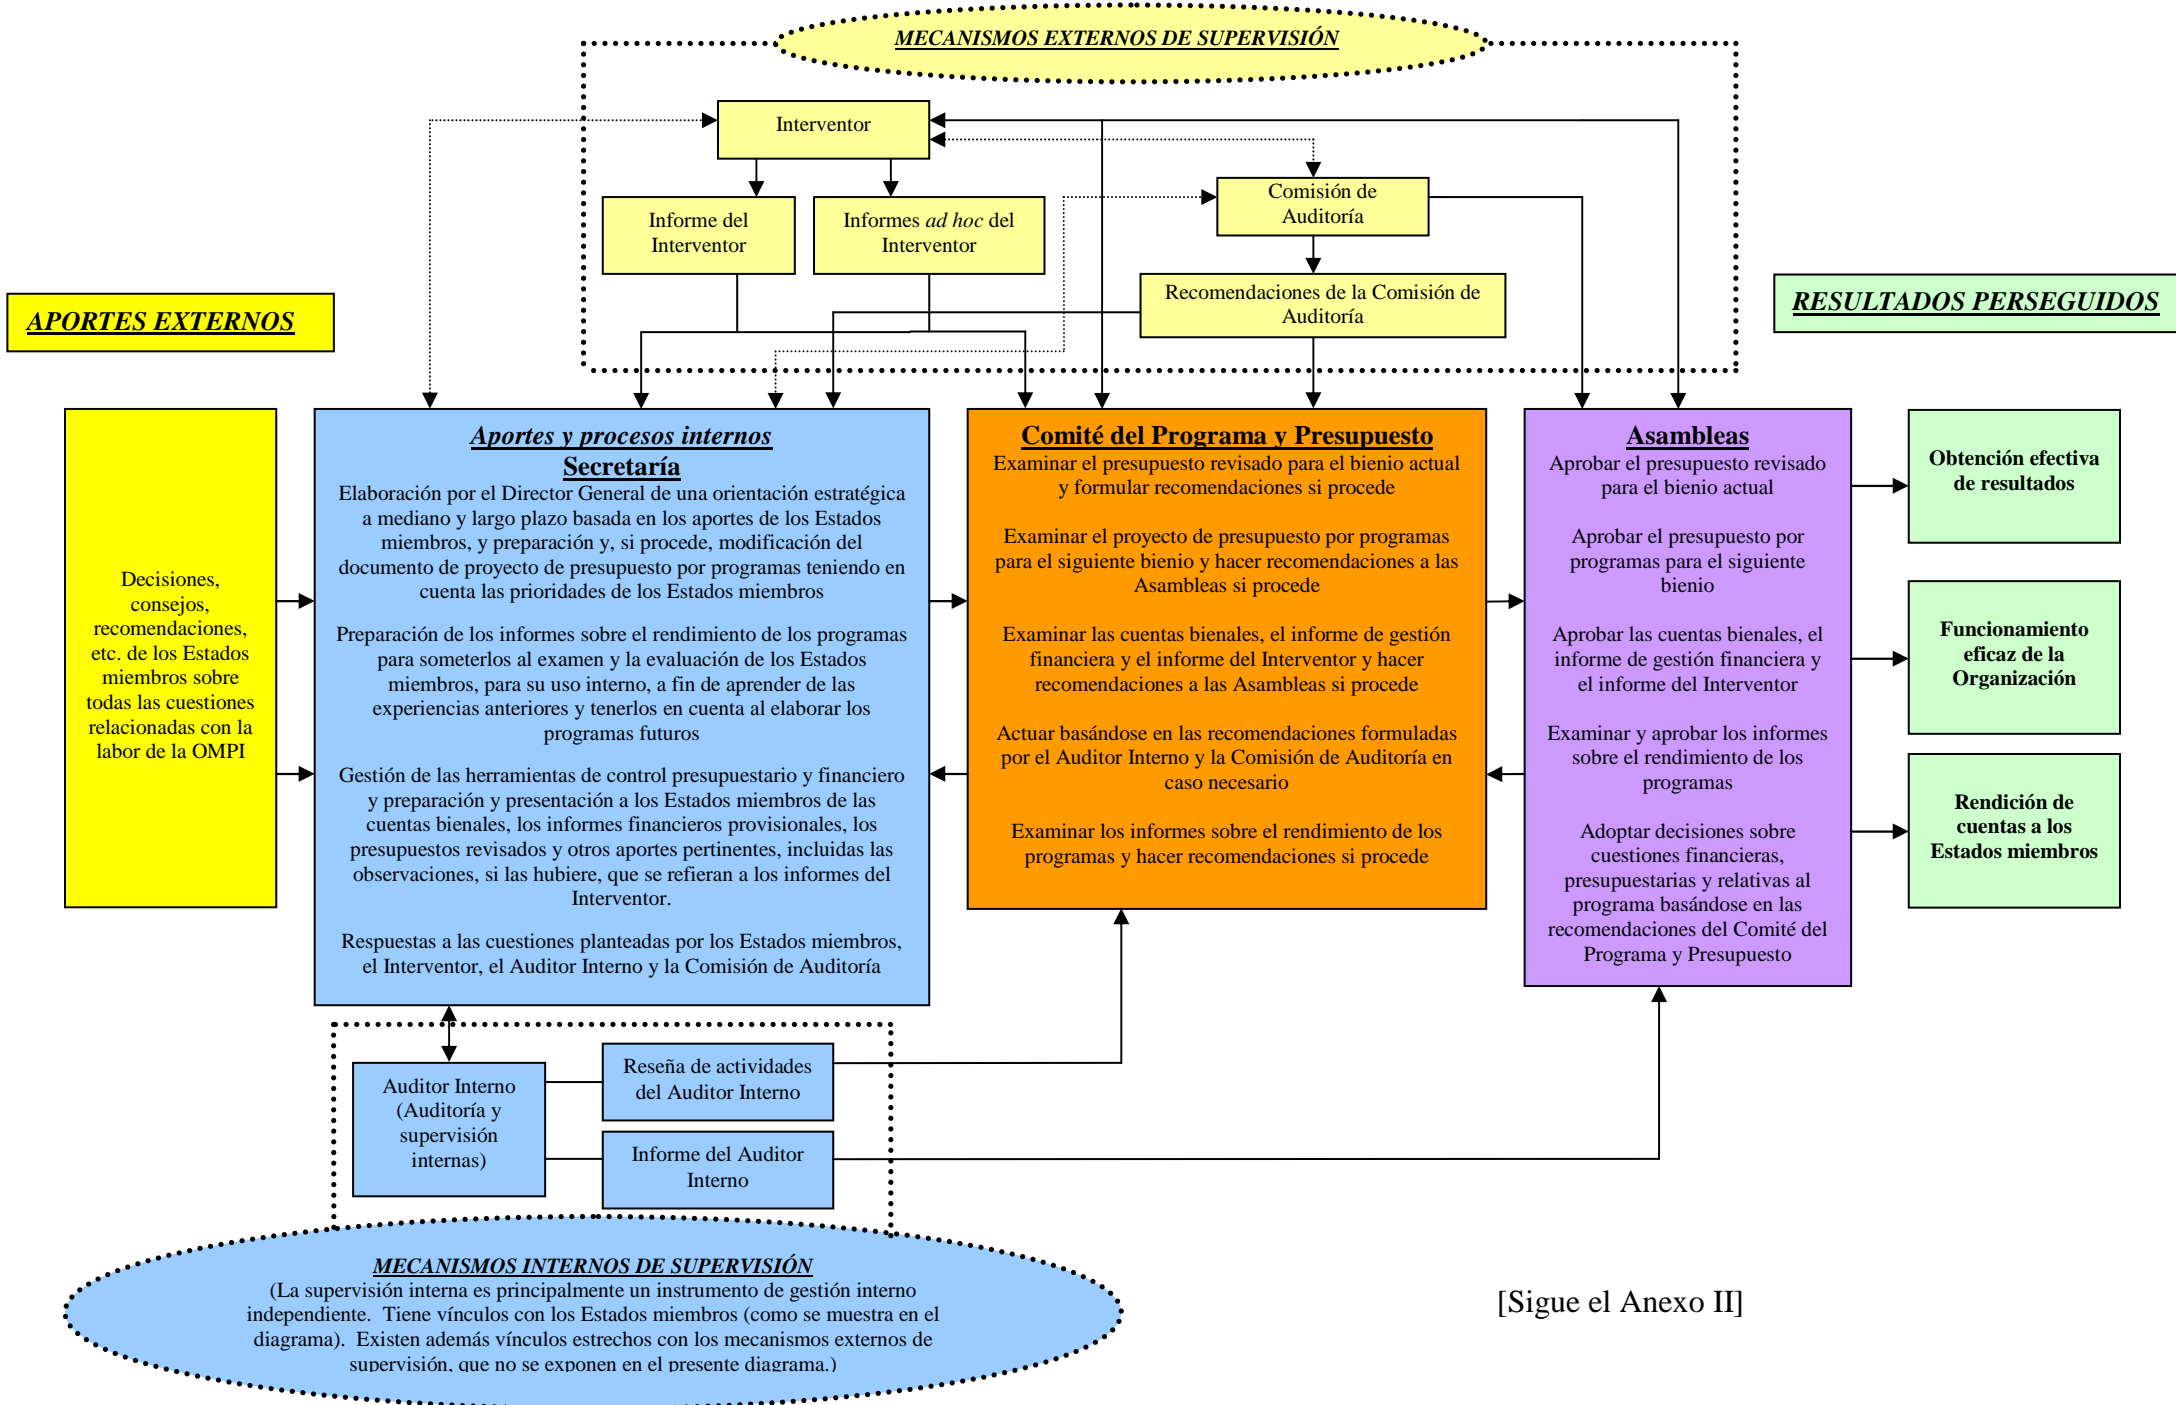 MECANISMOS EXTERNOS DE SUPERVISIÓN
Interventor
Informe del
Interventor
Informes ad hoc del
Interventor
Comisión de
Auditoría
Recomendaciones de la Comisión de
Auditoría
APORTES EXTERNOS
RESULTADOS PERSEGUIDOS
Decisiones,
consejos,
recomendaciones,
etc. de los Estados
miembros sobre
todas las cuestiones
relacionadas con la
labor de la OMPI
Aportes y procesos internos
Secretaría
Elaboración por el Director General de una orientación estratégica
a mediano y largo plazo basada en los aportes de los Estados
miembros, y preparación y, si procede, modificación del
documento de proyecto de presupuesto por programas teniendo en
cuenta las prioridades de los Estados miembros
Preparación de los informes sobre el rendimiento de los programas
para someterlos al examen y la evaluación de los Estados
miembros, para su uso interno, a fin de aprender de las
experiencias anteriores y tenerlos en cuenta al elaborar los
programas futuros
Gestión de las herramientas de control presupuestario y financiero
y preparación y presentación a los Estados miembros de las
cuentas bienales, los informes financieros provisionales, los
presupuestos revisados y otros aportes pertinentes, incluidas las
observaciones, si las hubiere, que se refieran a los informes del
Interventor.
Respuestas a las cuestiones planteadas por los Estados miembros,
el Interventor, el Auditor Interno y la Comisión de Auditoría
Comité del Programa y Presupuesto
Examinar el presupuesto revisado para el bienio actual
y formular recomendaciones si procede
Examinar el proyecto de presupuesto por programas
para el siguiente bienio y hacer recomendaciones a las
Asambleas si procede
Examinar las cuentas bienales, el informe de gestión
financiera y el informe del Interventor y hacer
recomendaciones a las Asambleas si procede
Actuar basándose en las recomendaciones formuladas
por el Auditor Interno y la Comisión de Auditoría en
caso necesario
Examinar los informes sobre el rendimiento de los
programas y hacer recomendaciones si procede
Asambleas
Aprobar el presupuesto revisado
para el bienio actual
Aprobar el presupuesto por
programas para el siguiente
bienio
Aprobar las cuentas bienales, el
informe de gestión financiera y
el informe del Interventor
Examinar y aprobar los informes
sobre el rendimiento de los
programas
Adoptar decisiones sobre
cuestiones financieras,
presupuestarias y relativas al
programa basándose en las
recomendaciones del Comité del
Programa y Presupuesto
Obtención efectiva
de resultados
Funcionamiento
eficaz de la
Organización
Rendición de
cuentas a los
Estados miembros
Auditor Interno
(Auditoría y
supervisión
internas)
Reseña de actividades
del Auditor Interno
Informe del Auditor
Interno
MECANISMOS INTERNOS DE SUPERVISIÓN
(La supervisión interna es principalmente un instrumento de gestión interno
independiente. Tiene vínculos con los Estados miembros (como se muestra en el
diagrama). Existen además vínculos estrechos con los mecanismos externos de
supervisión, que no se exponen en el presente diagrama.)
[Sigue el Anexo II]